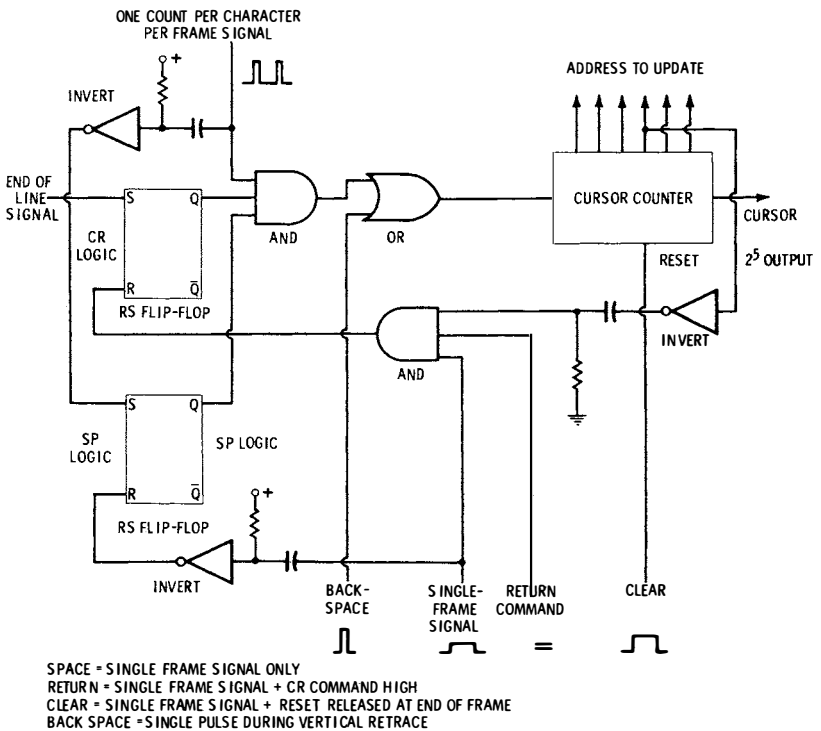 ONE COUNT PER CHARACTER
PER FRAME SIGNAL
+
INVERT
ADDRESS TO UPDATE
END OF
LINE
SIGNAL
S
Q
CR
LOGIC
R
Q̅
RS FLIP-FLOP
AND
OR
CURSOR COUNTER
CURSOR
RESET
2⁵ OUTPUT
INVERT
AND
S
Q
SP
LOGIC
SP LOGIC
R
Q̅
RS FLIP-FLOP
+
INVERT
BACK-
SPACE
SINGLE-
FRAME
SIGNAL
RETURN
COMMAND
CLEAR
=
SPACE = SINGLE FRAME SIGNAL ONLY
RETURN = SINGLE FRAME SIGNAL + CR COMMAND HIGH
CLEAR = SINGLE FRAME SIGNAL + RESET RELEASED AT END OF FRAME
BACK SPACE = SINGLE PULSE DURING VERTICAL RETRACE